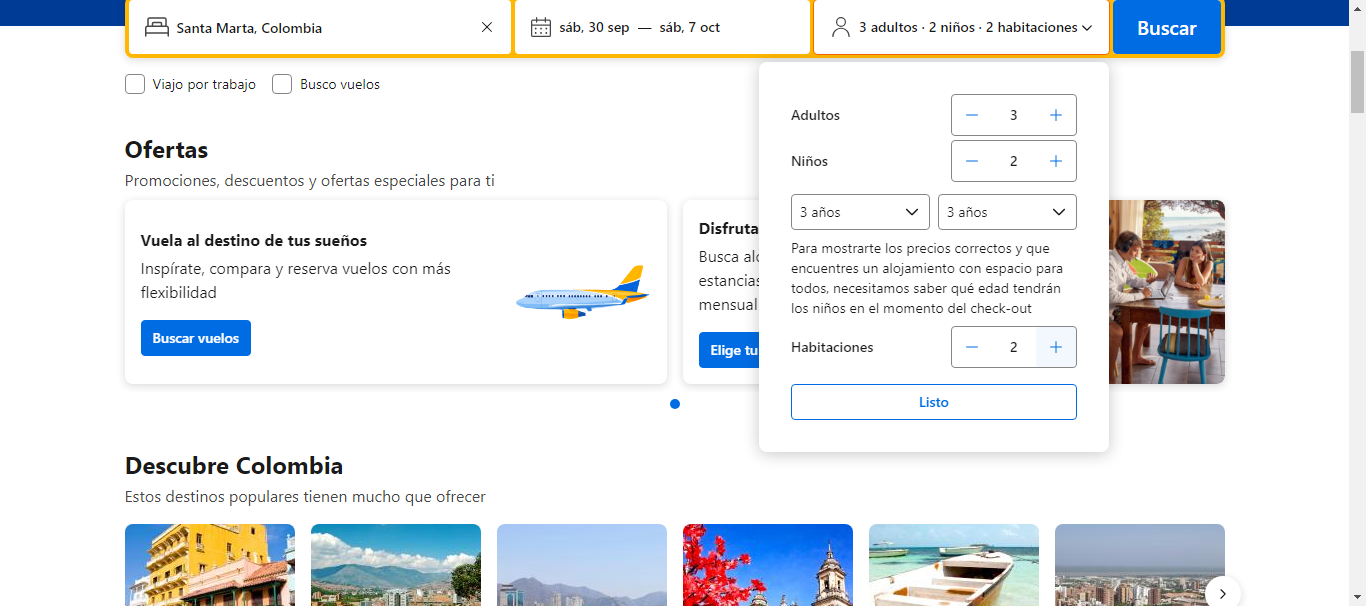 Santa Marta, Colombia
sáb, 30 sep — sáb, 7 oct
3 adultos · 2 niños · 2 habitaciones
Buscar
Viajo por trabajo
Busco vuelos
Adultos
3
Niños
2
3 años
3 años
Para mostrarte los precios correctos y que
encuentres un alojamiento con espacio para
todos, necesitamos saber qué edad tendrán
los niños en el momento del check-out
Habitaciones
2
Listo
Ofertas
Promociones, descuentos y ofertas especiales para ti
Vuela al destino de tus sueños
Inspírate, compara y reserva vuelos con más
flexibilidad
Buscar vuelos
Disfruta
Busca
estancias
mensual
Elige tu
Descubre Colombia
Estos destinos populares tienen mucho que ofrecer